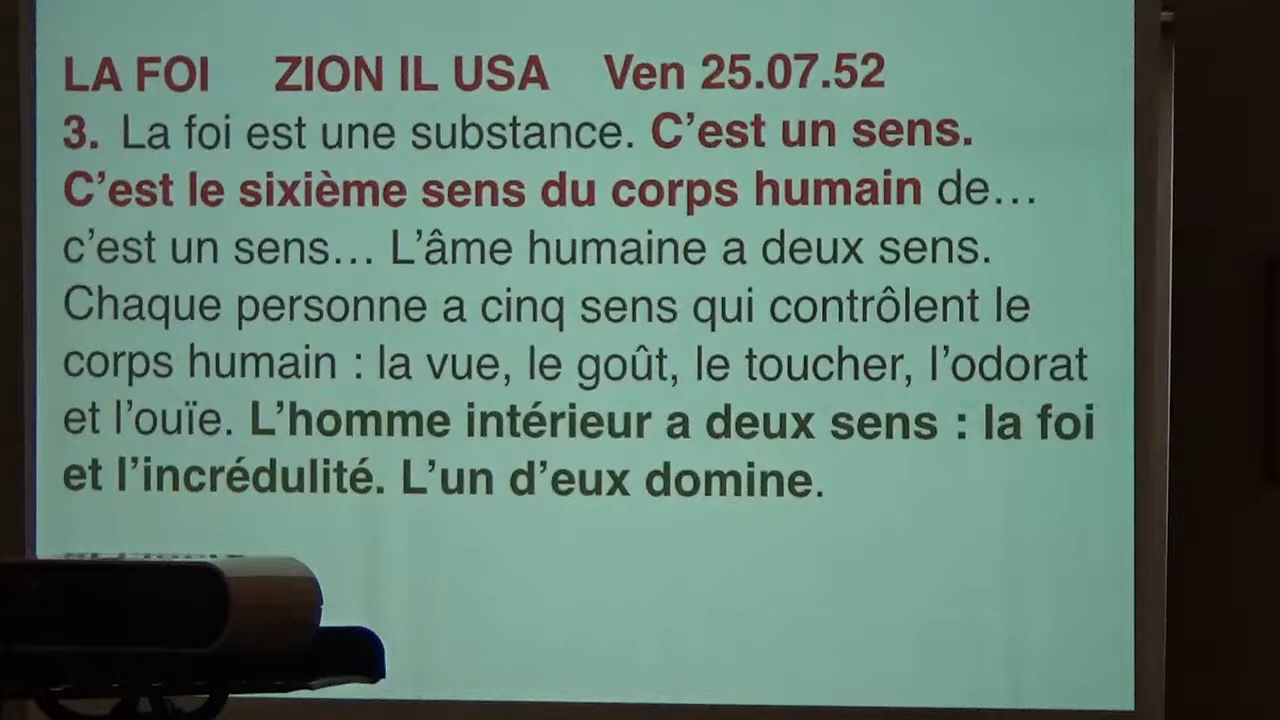 LA FOI ZION IL USA Ven 25.07.52
3. La foi est une substance. C’est un sens.
C’est le sixième sens du corps humain de…
c’est un sens… L’âme humaine a deux sens.
Chaque personne a cinq sens qui contrôlent le
corps humain : la vue, le goût, le toucher, l’odorat
et l’ouïe. L’homme intérieur a deux sens : la foi
et l’incrédulité. L’un d’eux domine.